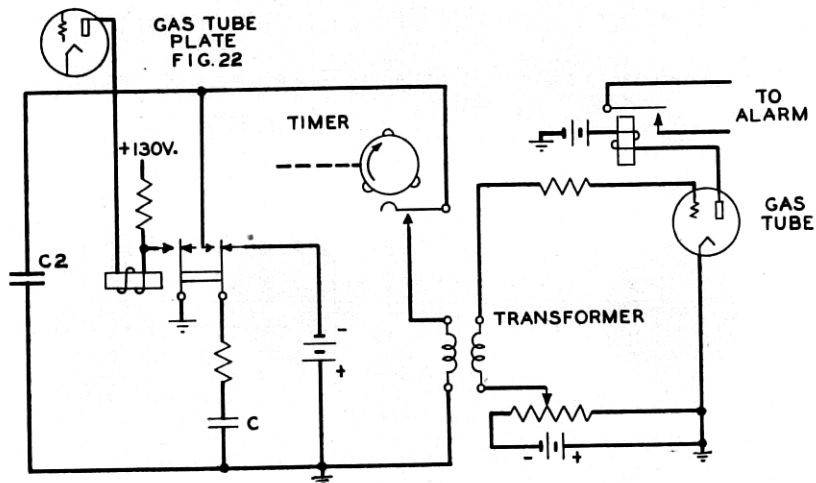 GAS TUBE
PLATE
FIG. 22
TIMER
TO
ALARM
+130V.
GAS
TUBE
C2
TRANSFORMER
-
+
C
- +